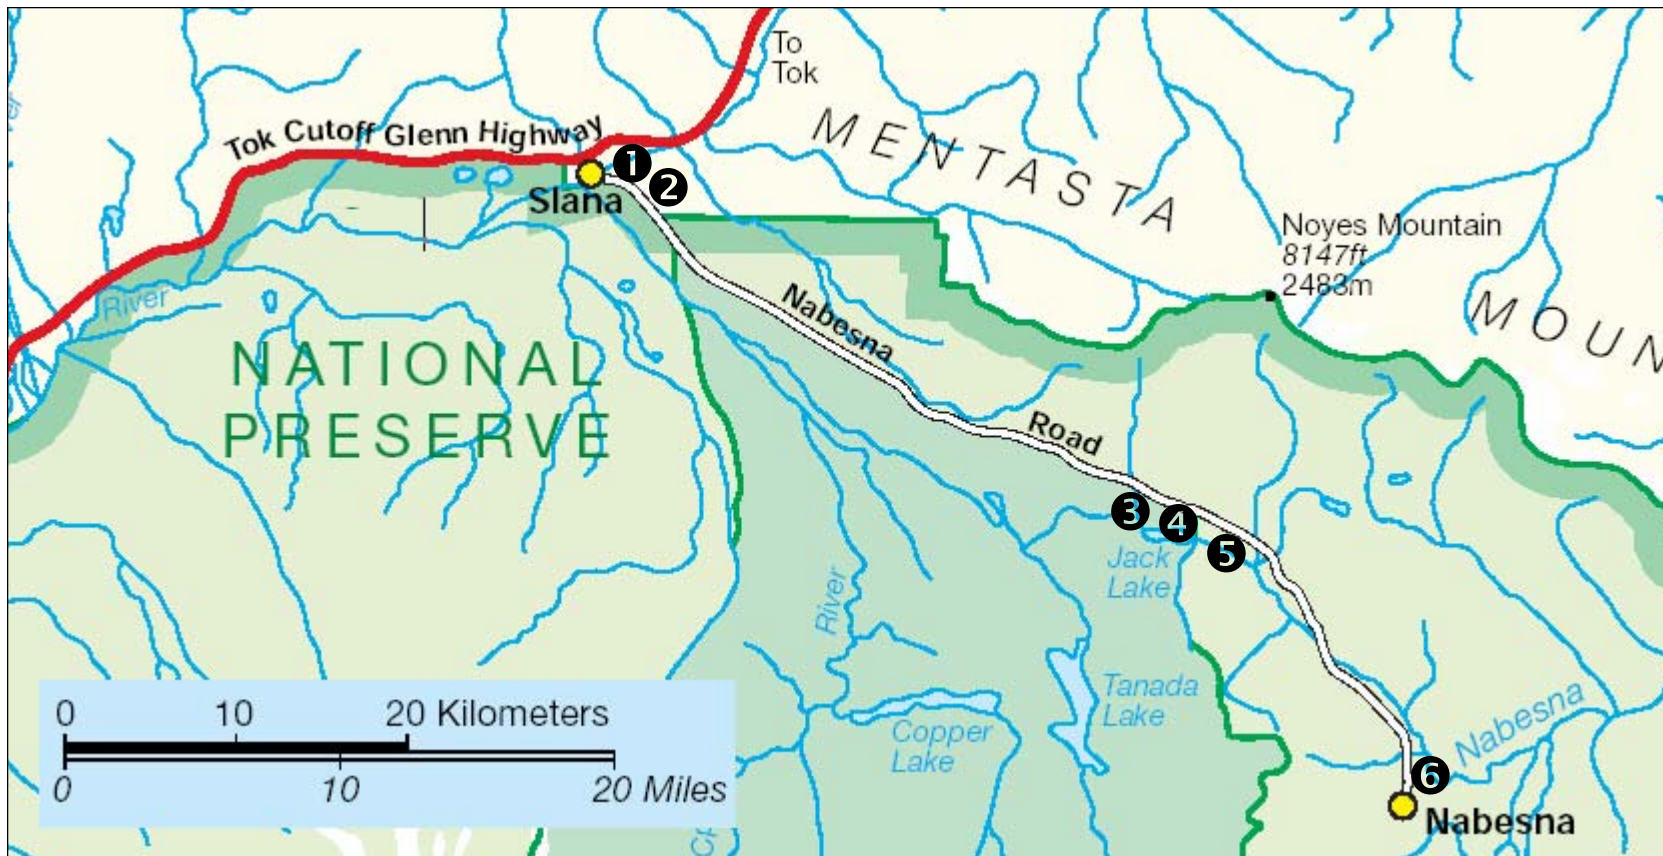 To
Tok
Tok Cutoff Glenn Highway
MENTASTA
1
2
Slana
Noyes Mountain
8147ft
2483m
River
Nabesna
MOUN
NATIONAL
PRESERVE
Road
3
4
5
Jack
Lake
River
Tanada
Lake
Copper
Lake
0 10 20 Kilometers
0 10 20 Miles
Nabesna
6
Nabesna